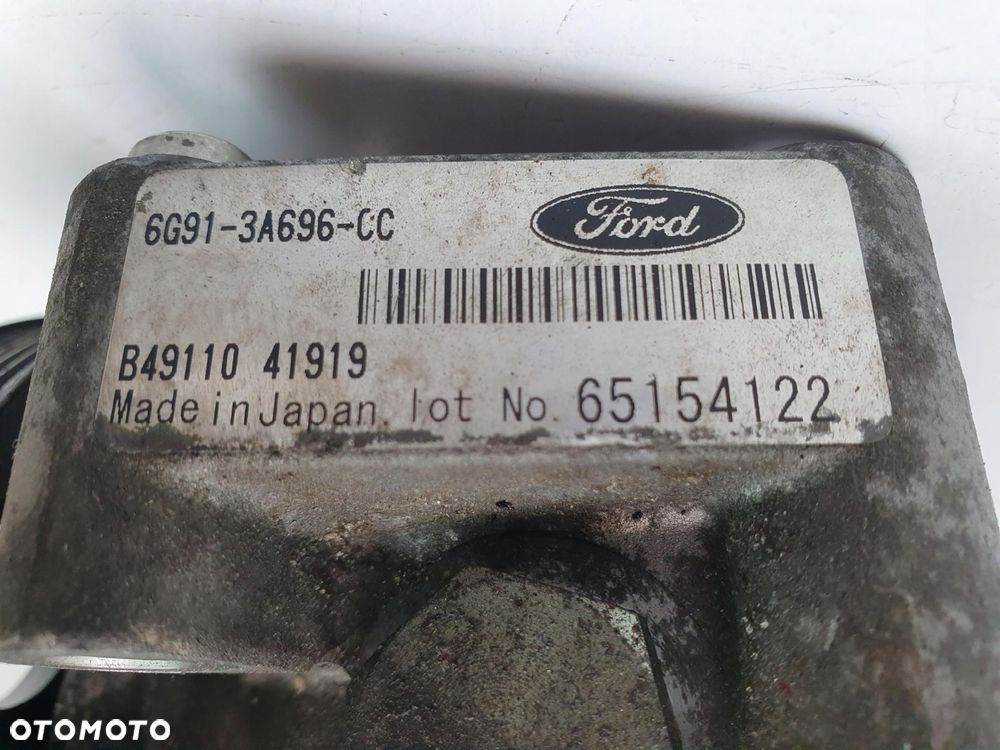 6G91-3A696-CC
Ford
B49110 41919
Made in Japan. lot No. 65154122
OTOMOTO